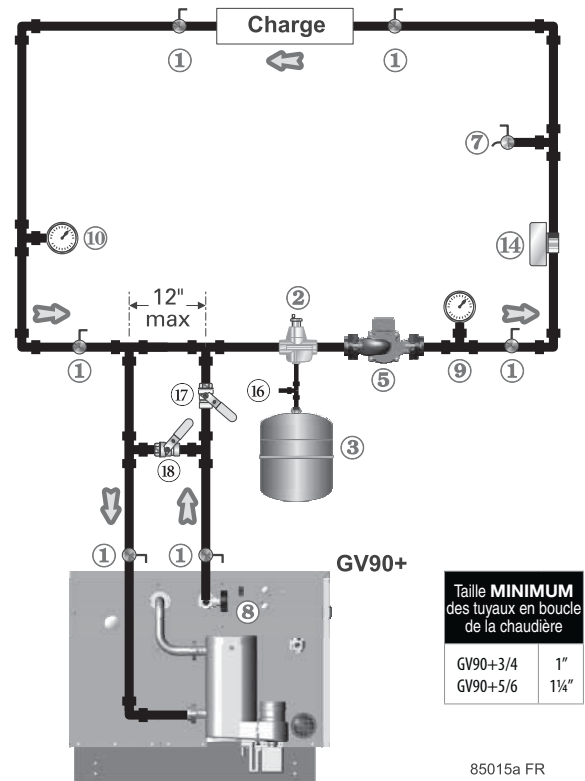 Charge
① ①
⑦
⑩
⑭
12"
max
②
①
⑤
⑨
①
⑰
⑯
③
⑱
① ①
GV90+
⑧
Taille MINIMUM
des tuyaux en boucle
de la chaudière
GV90+3/4 1"
GV90+5/6 1¼"
85015a FR